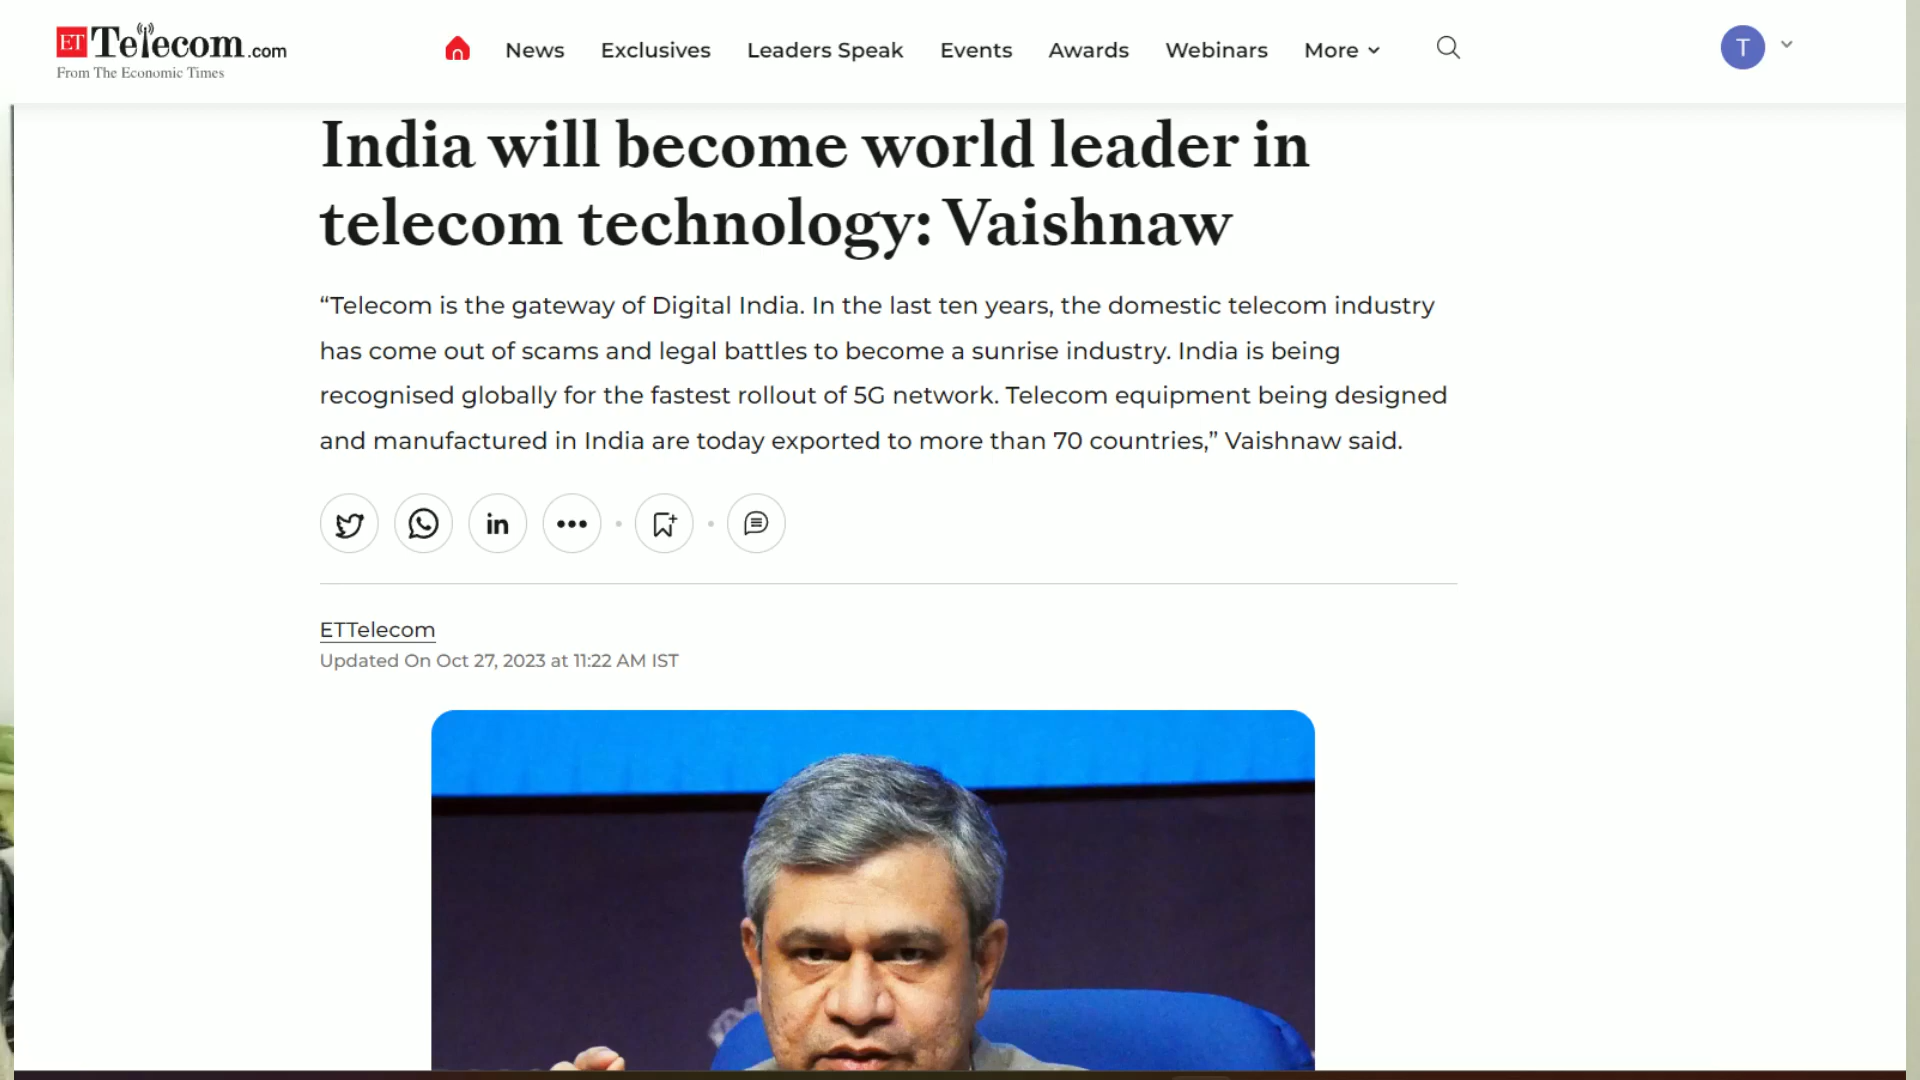 ET Telecom.com
From The Economic Times
News Exclusives Leaders Speak Events Awards Webinars More
T
India will become world leader in
telecom technology: Vaishnaw
“Telecom is the gateway of Digital India. In the last ten years, the domestic telecom industry
has come out of scams and legal battles to become a sunrise industry. India is being
recognised globally for the fastest rollout of 5G network. Telecom equipment being designed
and manufactured in India are today exported to more than 70 countries,” Vaishnaw said.
in
ETTelecom
Updated On Oct 27, 2023 at 11:22 AM IST